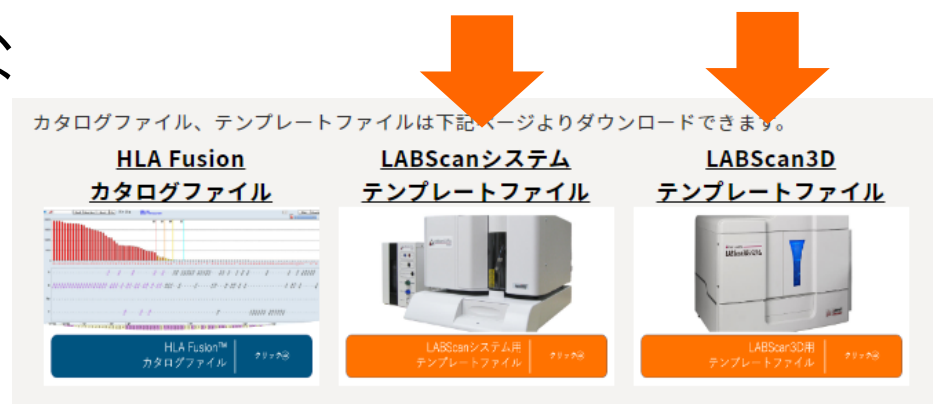 カタログファイル、テンプレートファイルは下記ページよりダウンロードできます。
HLA Fusion
カタログファイル
LABScanシステム
テンプレートファイル
LABScan3D
テンプレートファイル
HLA Fusion™
カタログファイル
クリック
LABScanシステム用
テンプレートファイル
クリック
LABScan3D用
テンプレートファイル
クリック